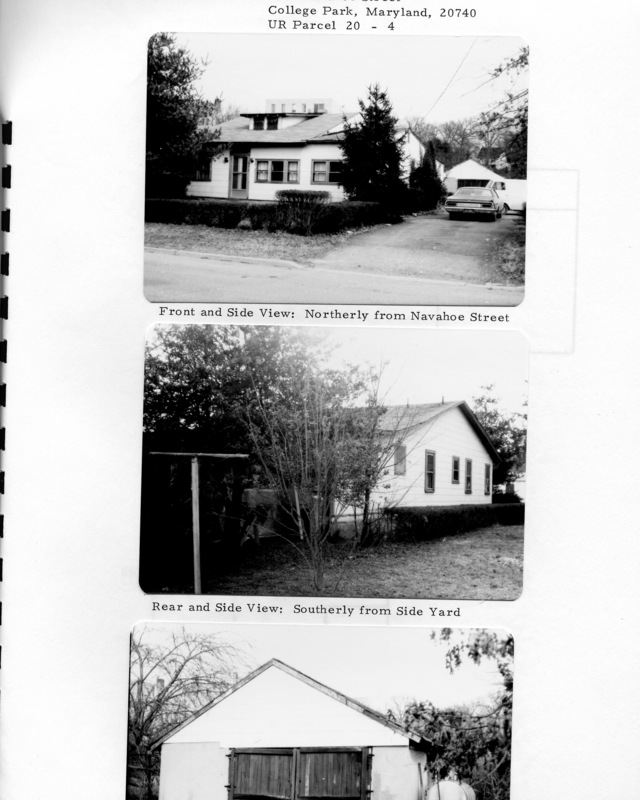 College Park, Maryland, 20740
UR Parcel 20 - 4
Front and Side View: Northerly from Navahoe Street
Rear and Side View: Southerly from Side Yard